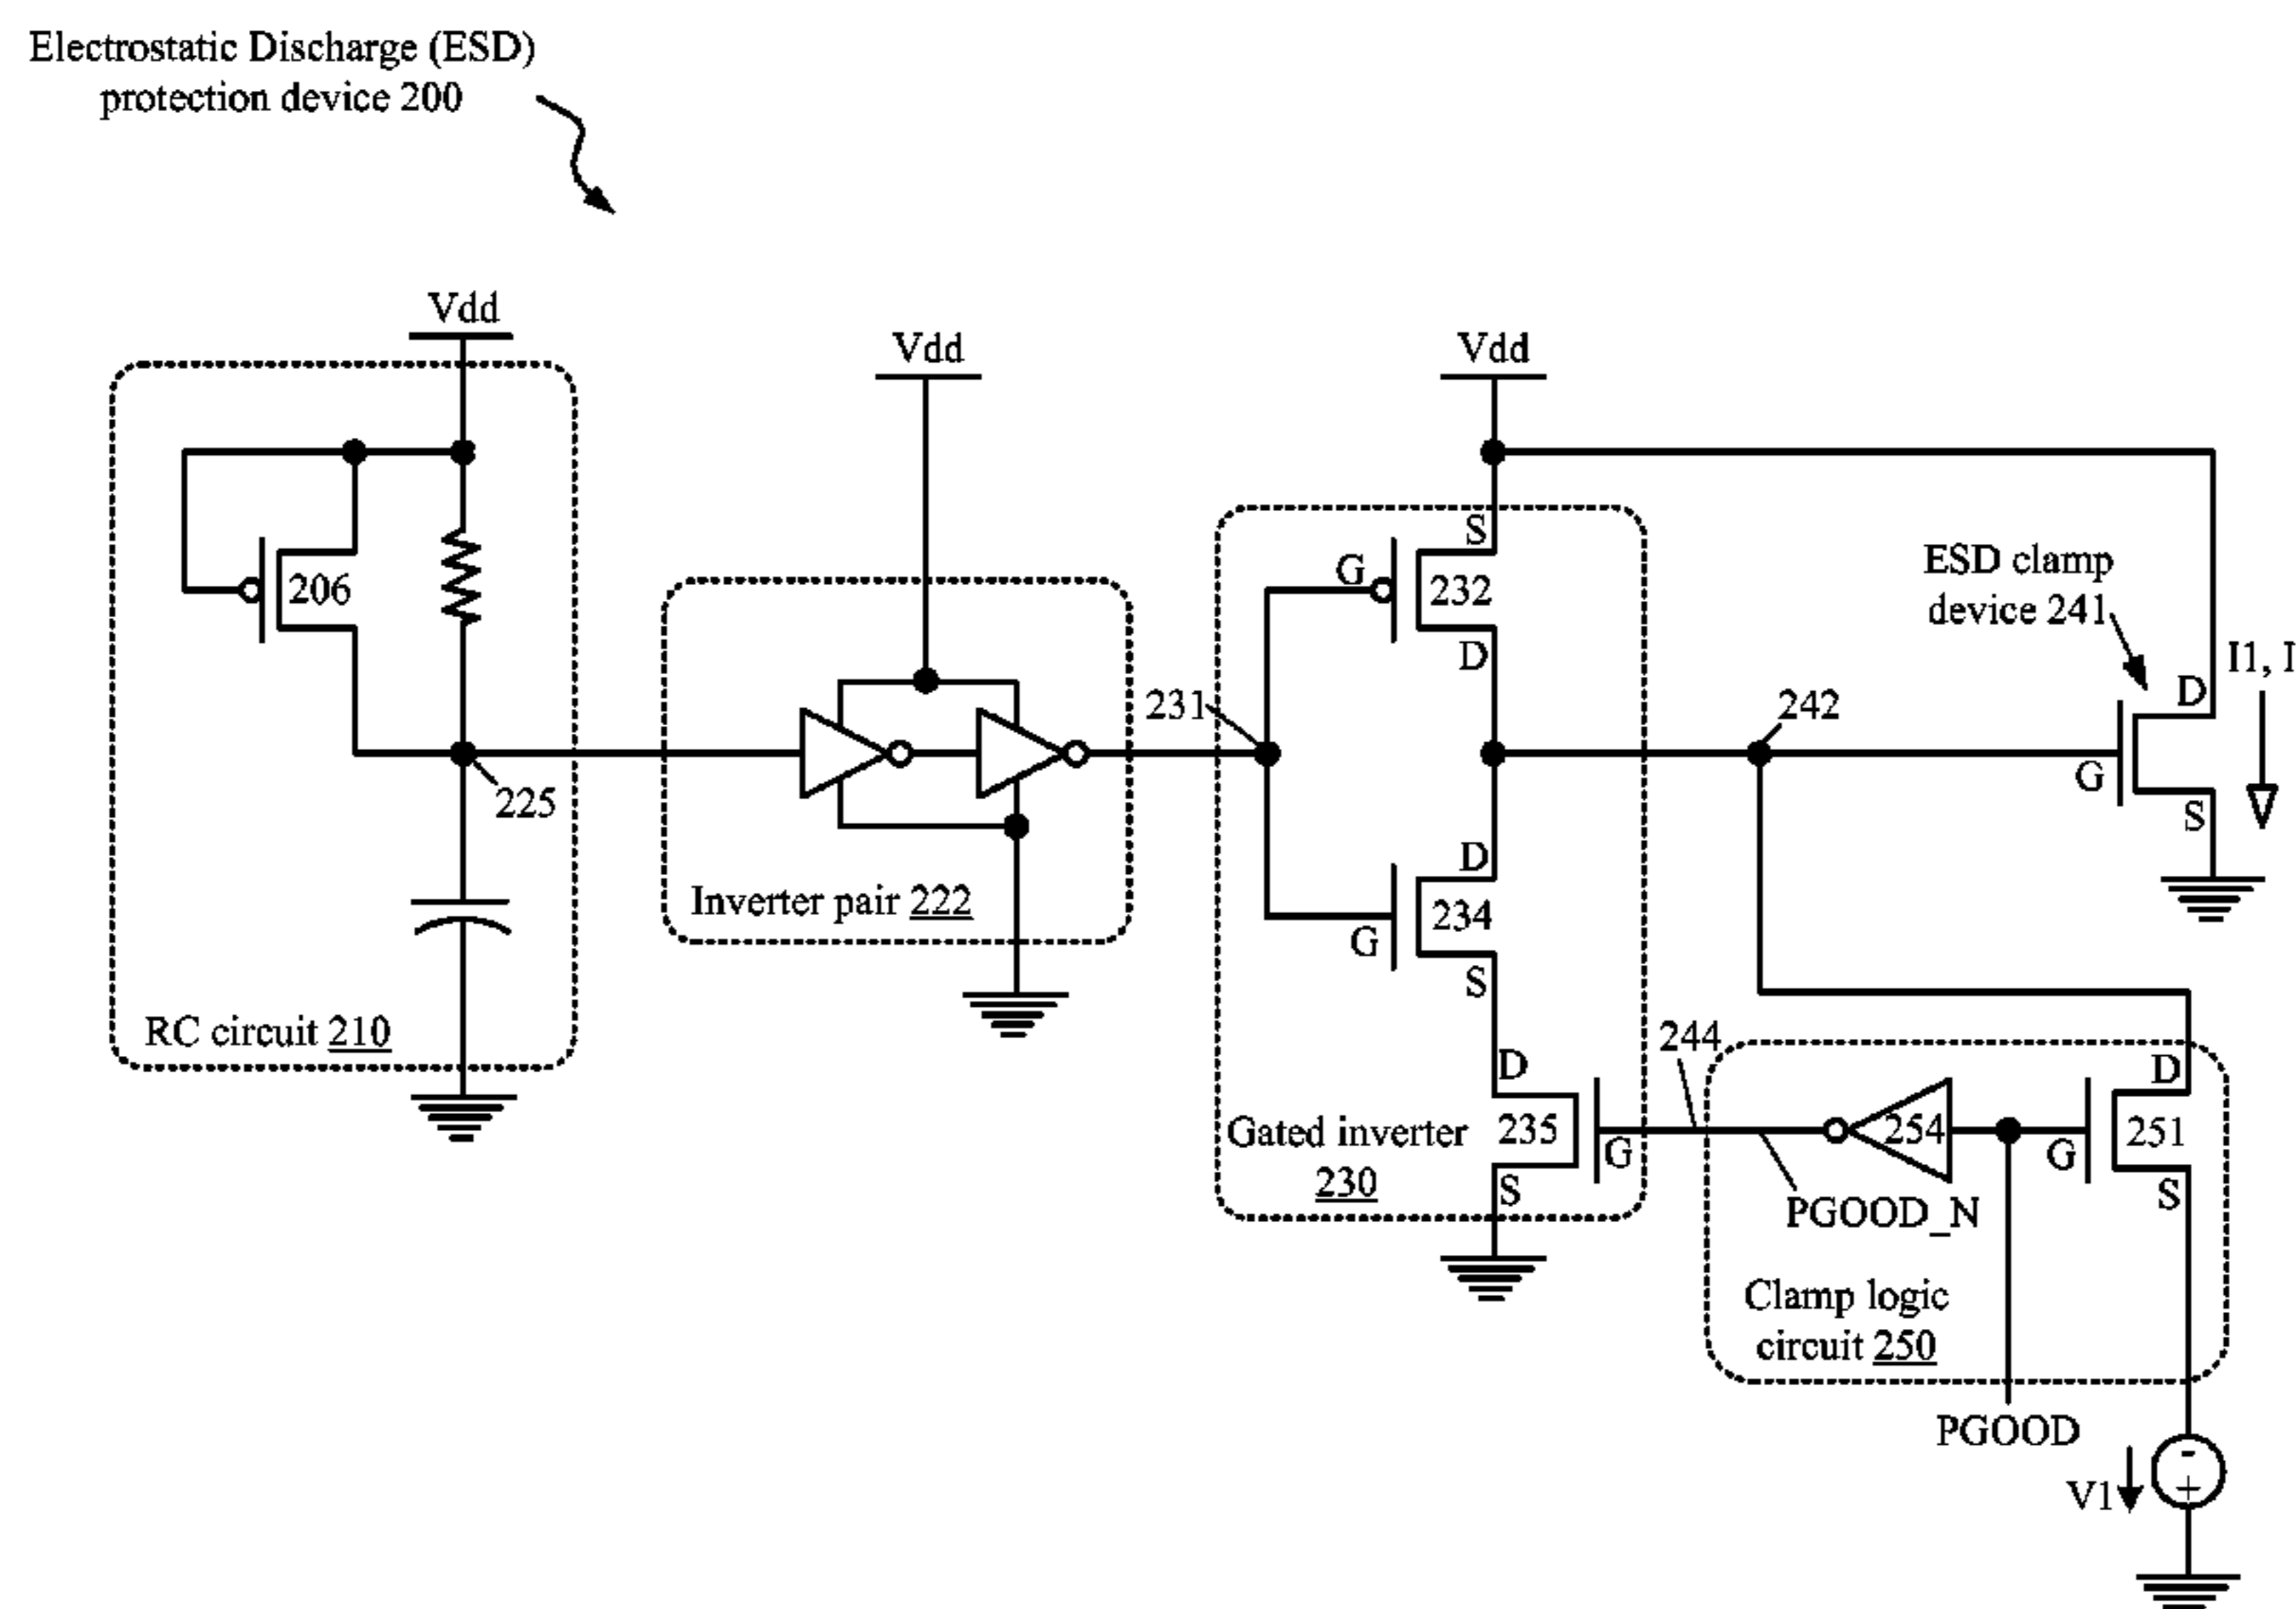 Electrostatic Discharge (ESD)
protection device 200
Vdd
Vdd
Vdd
206
225
RC circuit 210
Inverter pair 222
231
S
G
232
D
D
234
G
S
D
235
G
S
Gated inverter
230
242
ESD clamp
device 241
I1, I
D
G
S
244
254
PGOOD_N
D
251
G
S
Clamp logic
circuit 250
PGOOD
V1
-
+